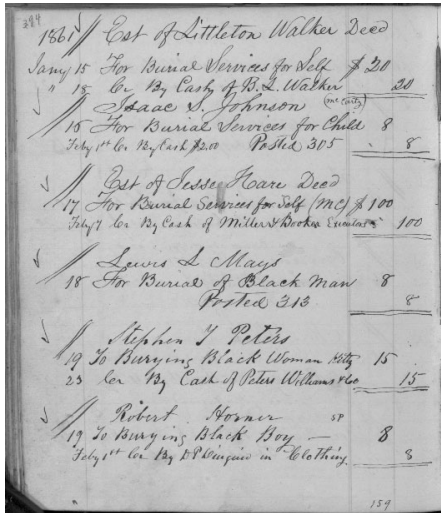 324
1861 Est of Littleton Walker Decd
Jany 15 For Burial Services for Self $ 20
" 18 Cr By Cash of B. L. Walker 20
Isaac S. Johnson (McCarty)
16 For Burial Services for Child 8
Feby 1st Cr By Cash $2.00 Posted 305 8
Est of Jesse Hare Decd
17 For Burial Services for Self (MC) $ 100
Feby 7 Cr By Cash of Miller & Booker Executors 100
Lewis L Mays
18 For Burial of Black Man 8
Posted 313 8
Stephen T Peters
19 To Burying Black Woman Kitty 15
23 Cr By Cash of Peters Williams & Co 15
Robert Horner SP
19 To Burying Black Boy — 8
Feby 1st Cr By in Clothing 8
159